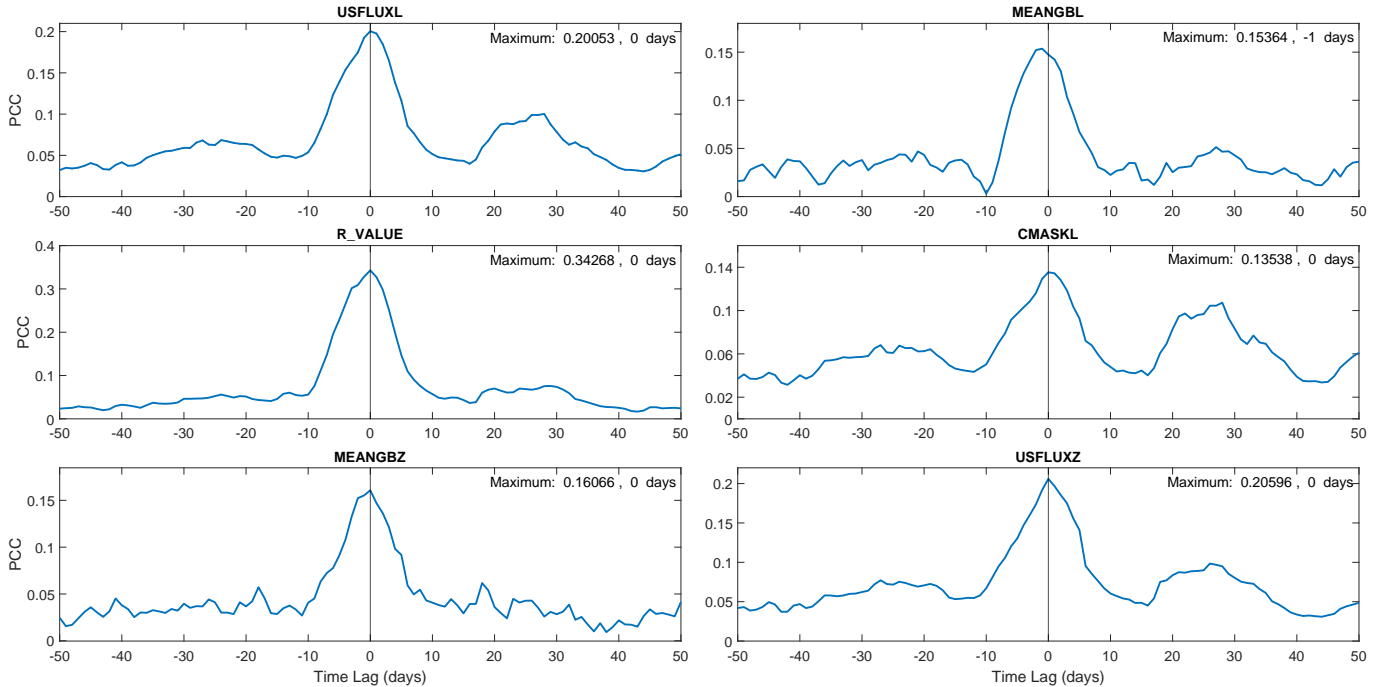 USFLUXL
Maximum: 0.20053 , 0 days
PCC
0.2
0.15
0.1
0.05
0
-50 -40 -30 -20 -10 0 10 20 30 40 50
MEANGBL
Maximum: 0.15364 , -1 days
0.15
0.1
0.05
0
-50 -40 -30 -20 -10 0 10 20 30 40 50
R_VALUE
Maximum: 0.34268 , 0 days
PCC
0.4
0.3
0.2
0.1
0
-50 -40 -30 -20 -10 0 10 20 30 40 50
CMASKL
Maximum: 0.13538 , 0 days
0.14
0.1
0.06
0.02
0
-50 -40 -30 -20 -10 0 10 20 30 40 50
MEANGBZ
Maximum: 0.16066 , 0 days
PCC
0.15
0.1
0.05
0
-50 -40 -30 -20 -10 0 10 20 30 40 50
Time Lag (days)
USFLUXZ
Maximum: 0.20596 , 0 days
0.2
0.15
0.1
0.05
0
-50 -40 -30 -20 -10 0 10 20 30 40 50
Time Lag (days)